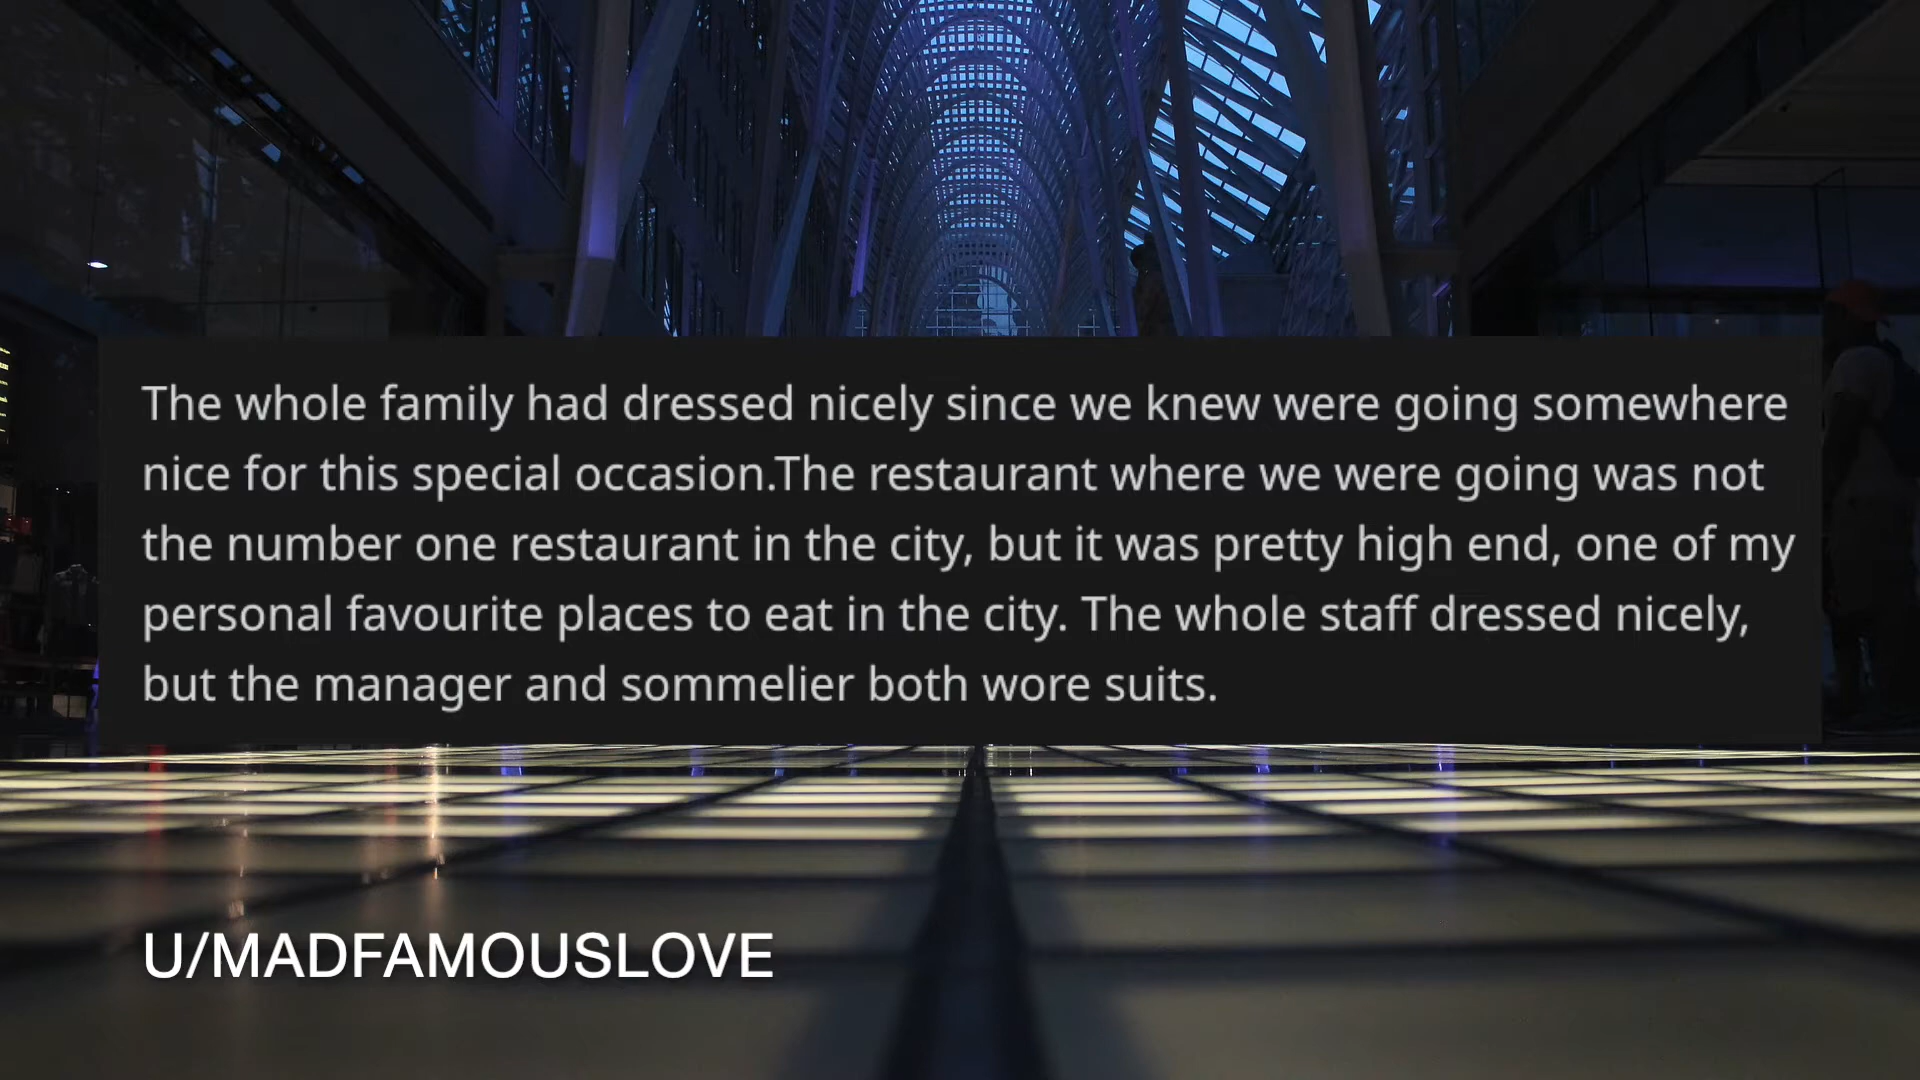 The whole family had dressed nicely since we knew were going somewhere
nice for this special occasion.The restaurant where we were going was not
the number one restaurant in the city, but it was pretty high end, one of my
personal favourite places to eat in the city. The whole staff dressed nicely,
but the manager and sommelier both wore suits.
U/MADFAMOUSLOVE